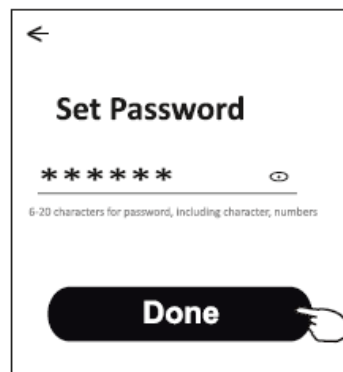 Set Password
******
6-20 characters for password, including character, numbers
Done